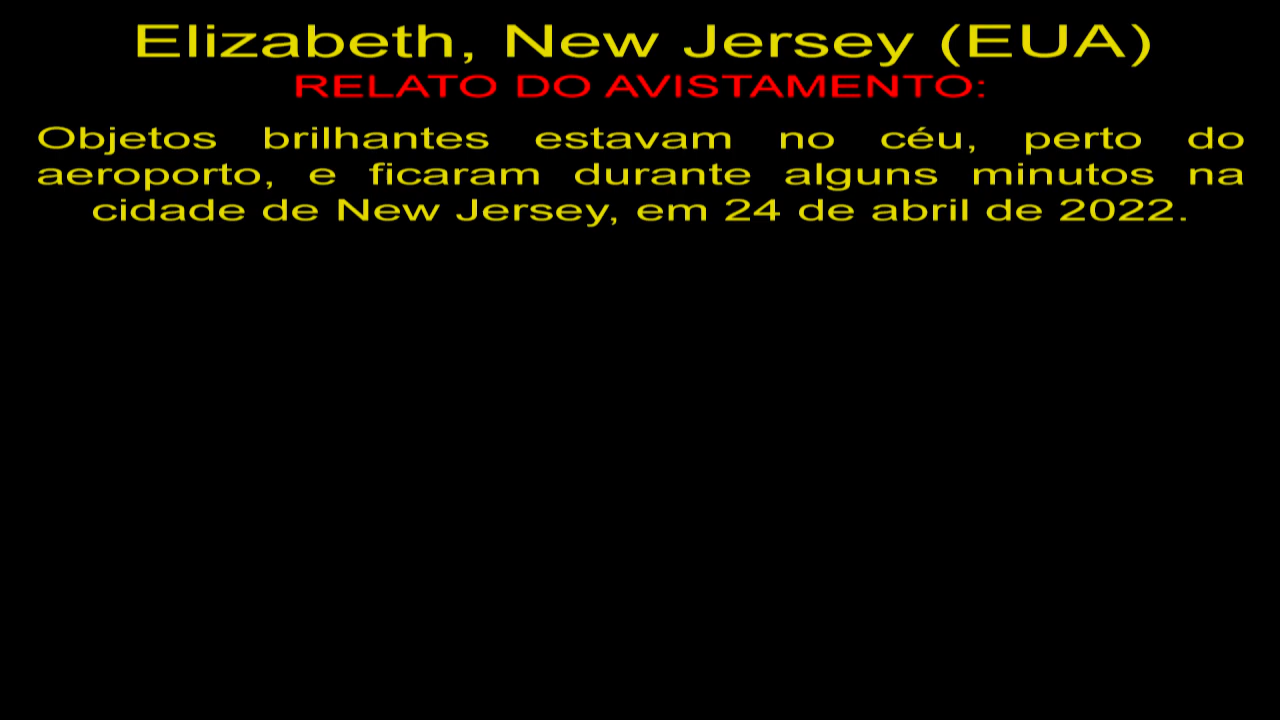 Elizabeth, New Jersey (EUA)
RELATO DO AVISTAMENTO:
Objetos brilhantes estavam no céu, perto do
aeroporto, e ficaram durante alguns minutos na
cidade de New Jersey, em 24 de abril de 2022.